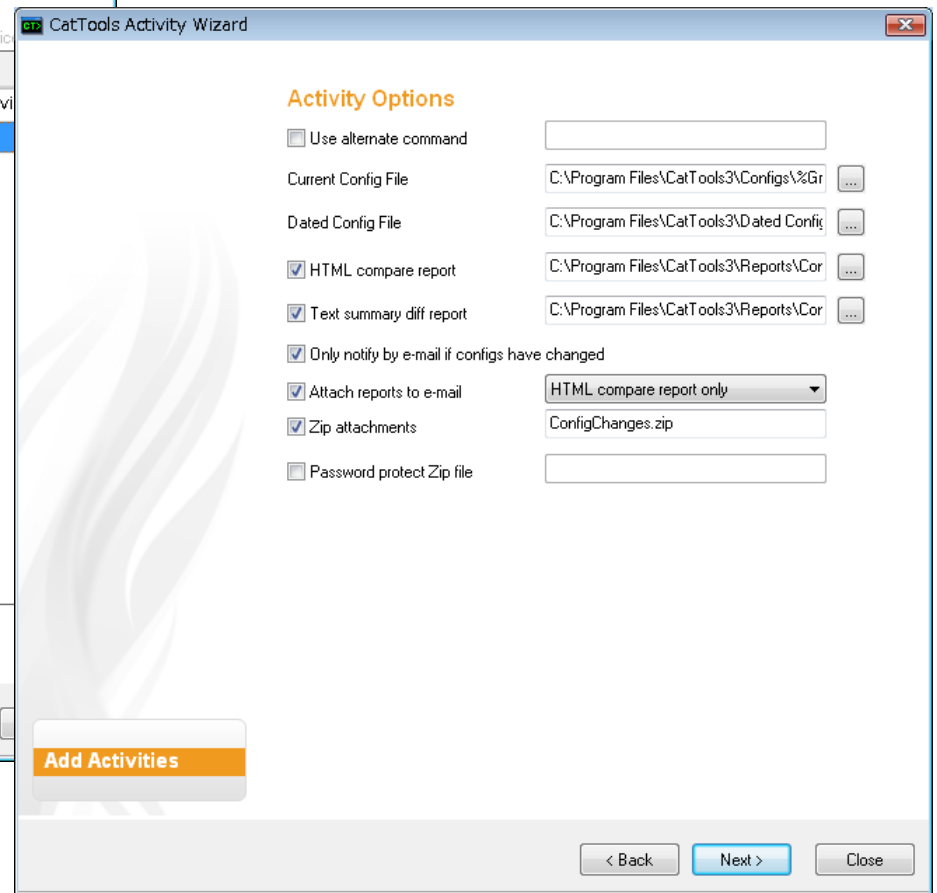 CatTools Activity Wizard
Activity Options
Use alternate command
Current Config File C:\Program Files\CatTools3\Configs\%Gr ...
Dated Config File C:\Program Files\CatTools3\Dated Config ...
HTML compare report C:\Program Files\CatTools3\Reports\Cor ...
Text summary diff report C:\Program Files\CatTools3\Reports\Cor ...
Only notify by e-mail if configs have changed
Attach reports to e-mail HTML compare report only
Zip attachments ConfigChanges.zip
Password protect Zip file
Add Activities
< Back Next > Close